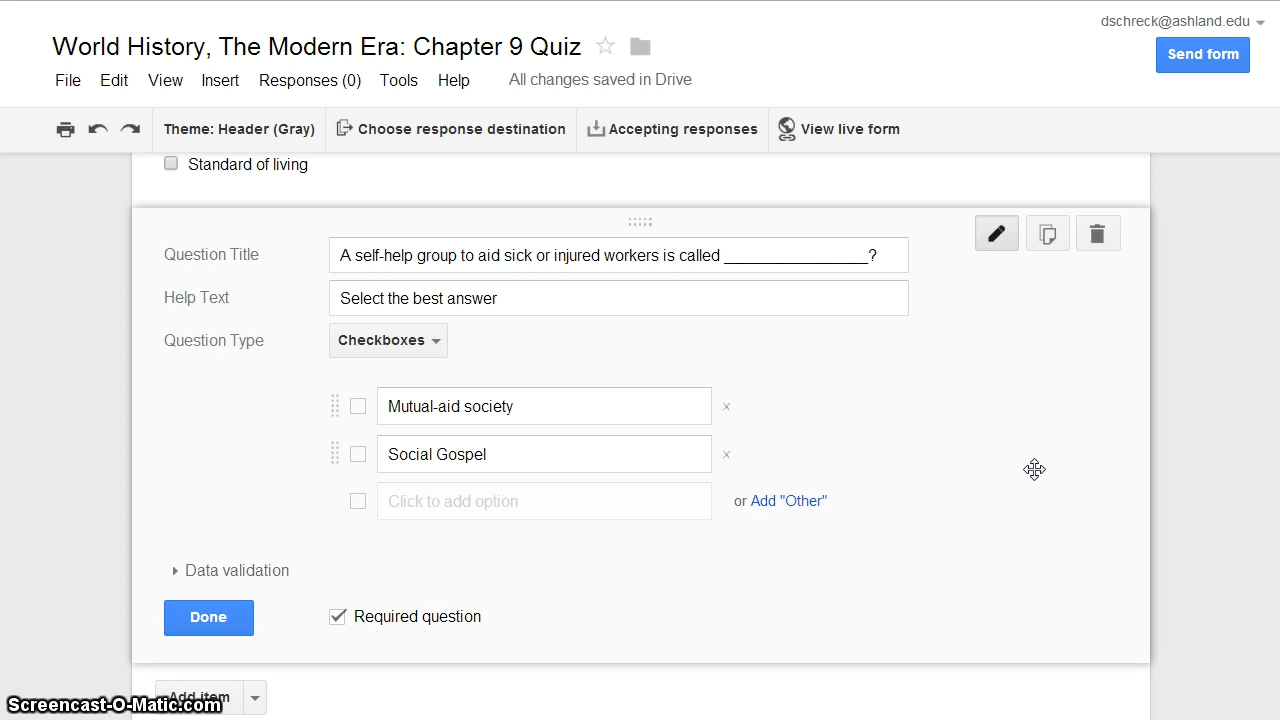 dschreck@ashland.edu
World History, The Modern Era: Chapter 9 Quiz
Send form
File Edit View Insert Responses (0) Tools Help All changes saved in Drive
Theme: Header (Gray) Choose response destination Accepting responses View live form
Standard of living
Question Title A self-help group to aid sick or injured workers is called _________________?
Help Text Select the best answer
Question Type Checkboxes
Mutual-aid society ×
Social Gospel ×
Click to add option or Add "Other"
Data validation
Done Required question
Add item
Screencast-O-Matic.com